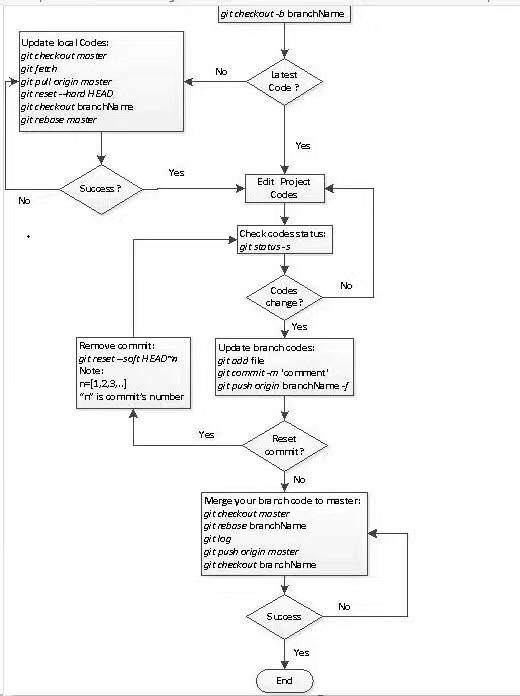 git checkout -b branchName
Update local Codes:
git checkout master
git fetch
git pull origin master
git reset --hard HEAD
git checkout branchName
git rebase master
No
Latest
Code ?
Yes
Success ?
Yes
No
Edit Project
Codes
Check codes status:
git status -s
Codes
change?
No
Yes
Remove commit:
git reset --soft HEAD~n
Note:
n=[1,2,3,..]
"n" is commit's number
Update branch codes:
git add file
git commit -m 'comment'
git push origin branchName -f
Yes
Reset
commit?
No
Merge your branch code to master:
git checkout master
git rebase branchName
git log
git push origin master
git checkout branchName
Success
No
Yes
End